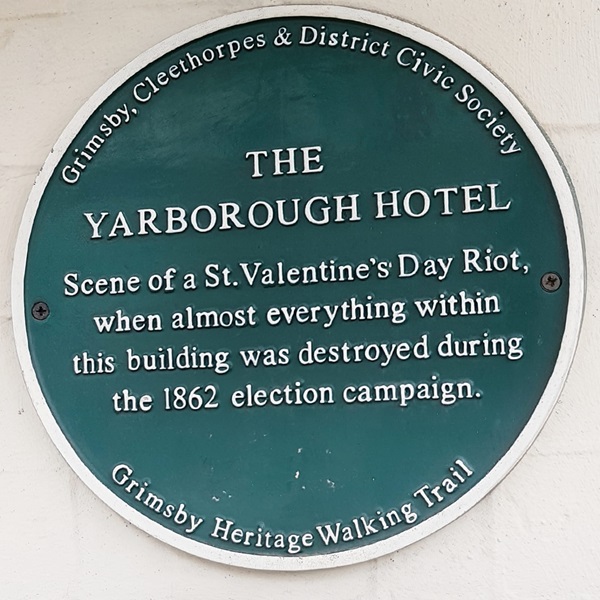 Grimsby, Cleethorpes & District Civic Society
THE
YARBOROUGH HOTEL
Scene of a St.Valentine's Day Riot,
when almost everything within
this building was destroyed during
the 1862 election campaign.
Grimsby Heritage Walking Trail